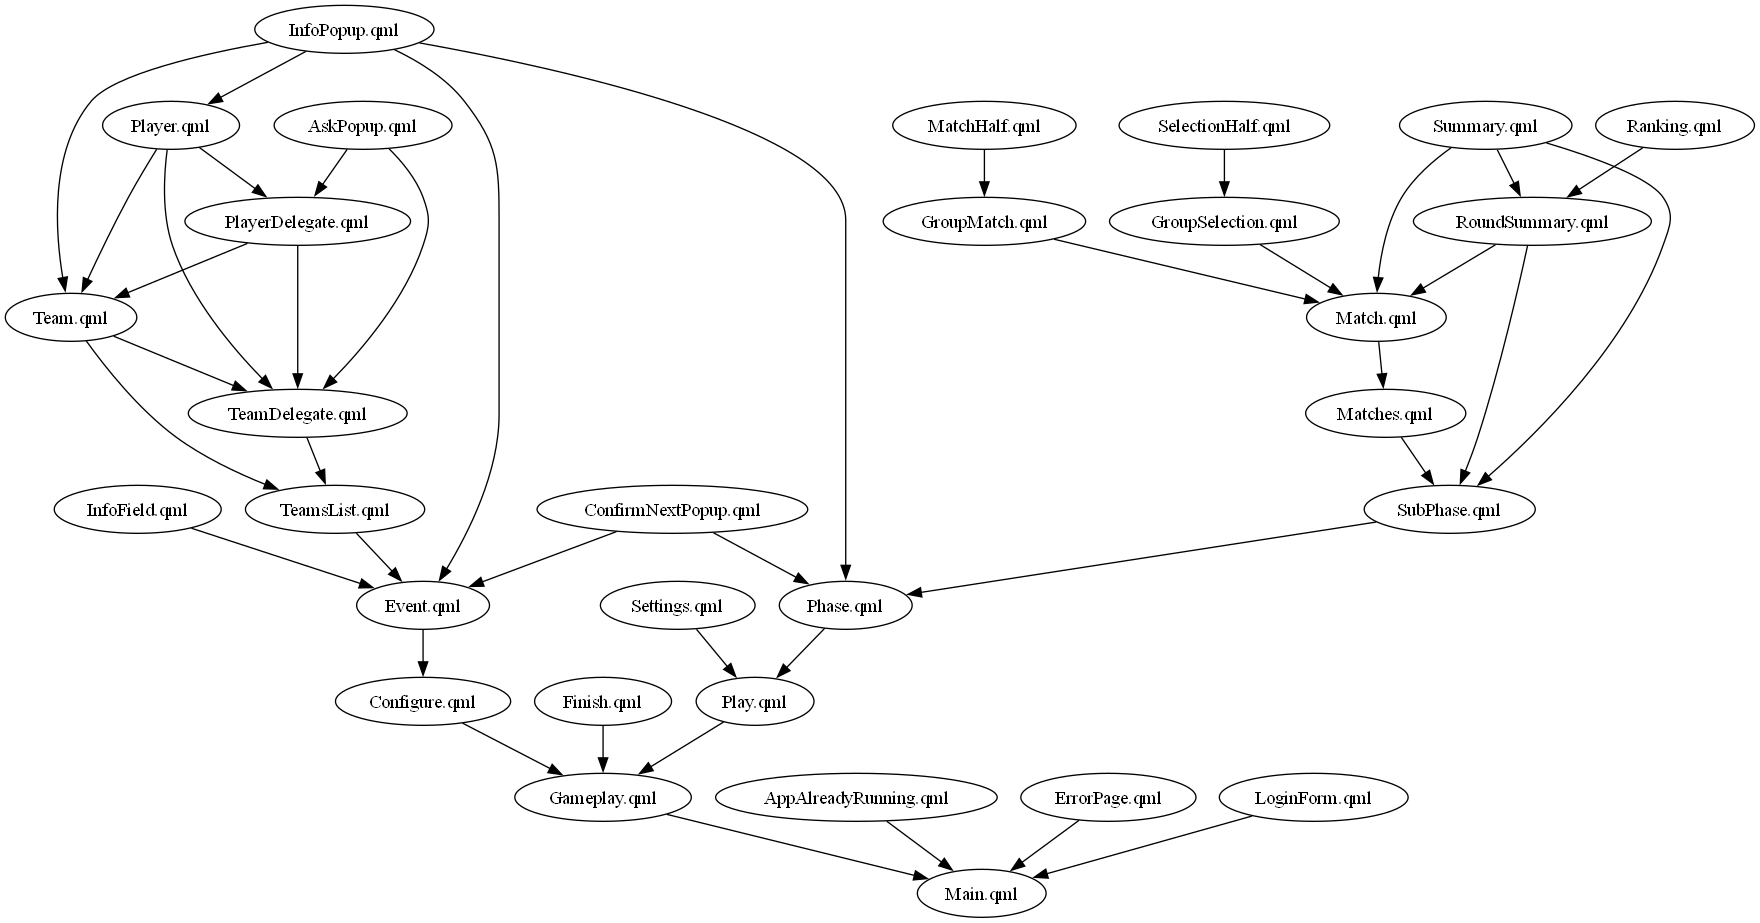 InfoPopup.qml
Player.qml
AskPopup.qml
MatchHalf.qml
SelectionHalf.qml
Summary.qml
Ranking.qml
PlayerDelegate.qml
GroupMatch.qml
GroupSelection.qml
RoundSummary.qml
Team.qml
Match.qml
TeamDelegate.qml
Matches.qml
InfoField.qml
TeamsList.qml
ConfirmNextPopup.qml
SubPhase.qml
Event.qml
Settings.qml
Phase.qml
Configure.qml
Finish.qml
Play.qml
Gameplay.qml
AppAlreadyRunning.qml
ErrorPage.qml
LoginForm.qml
Main.qml